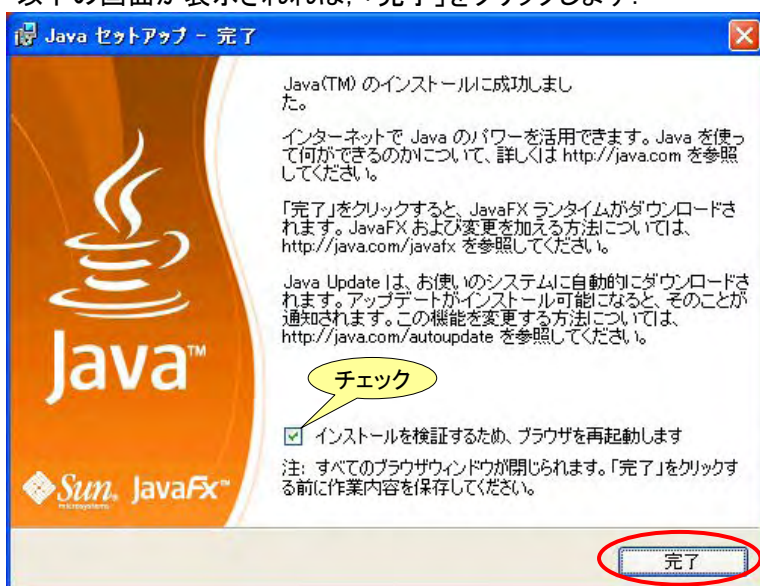 以下の画面が表示されれば,「完了」をクリックします.
Java セットアップ - 完了
Java(TM) のインストールに成功しまし
た。
インターネットで Java のパワーを活用できます。Java を使っ
て何ができるのかについて、詳しくは http://java.com を参照
してください。
「完了」をクリックすると、JavaFX ランタイムがダウンロードさ
れます。JavaFX および変更を加える方法については、
http://java.com/javafx を参照してください。
Java Update は、お使いのシステムに自動的にダウンロードさ
れます。アップデートがインストール可能になると、そのことが
通知されます。この機能を変更する方法については、
http://java.com/autoupdate を参照してください。
Java™
チェック
インストールを検証するため、ブラウザを再起動します
注: すべてのブラウザウィンドウが閉じられます。「完了」をクリックす
る前に作業内容を保存してください。
Sun microsystems JavaFX™
完了